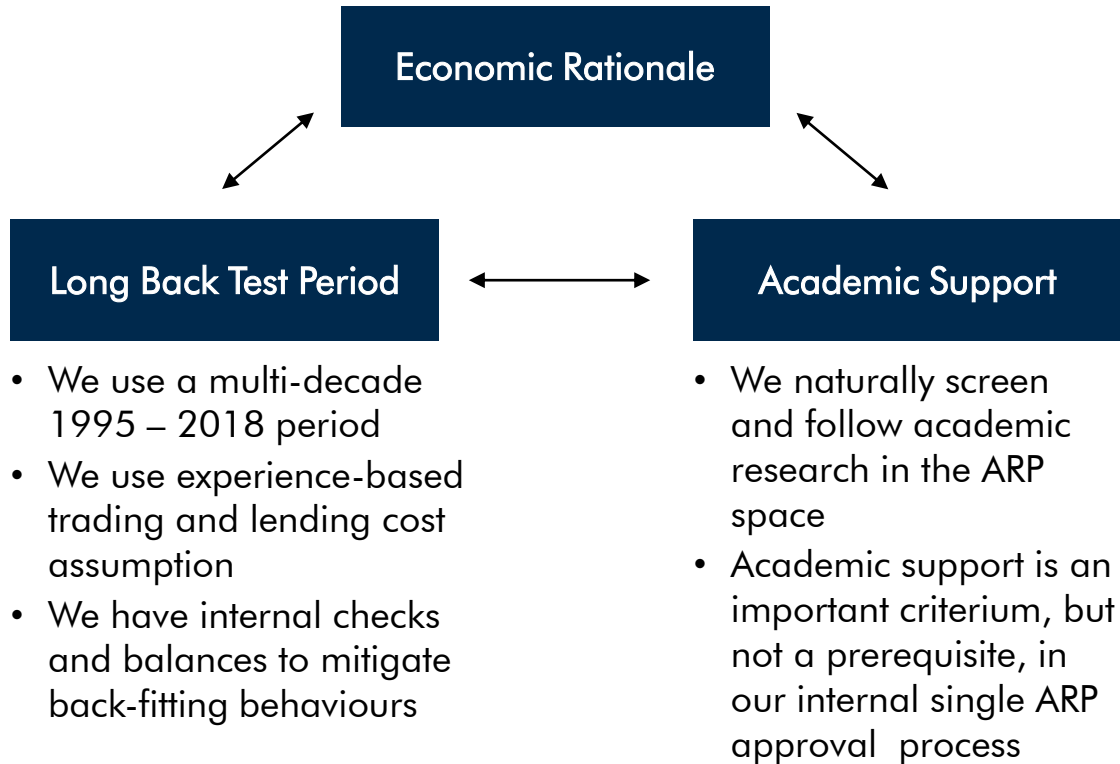 Economic Rationale
Long Back Test Period
• We use a multi-decade
1995 – 2018 period
• We use experience-based
trading and lending cost
assumption
• We have internal checks
and balances to mitigate
back-fitting behaviours
Academic Support
• We naturally screen
and follow academic
research in the ARP
space
• Academic support is an
important criterium, but
not a prerequisite, in
our internal single ARP
approval  process